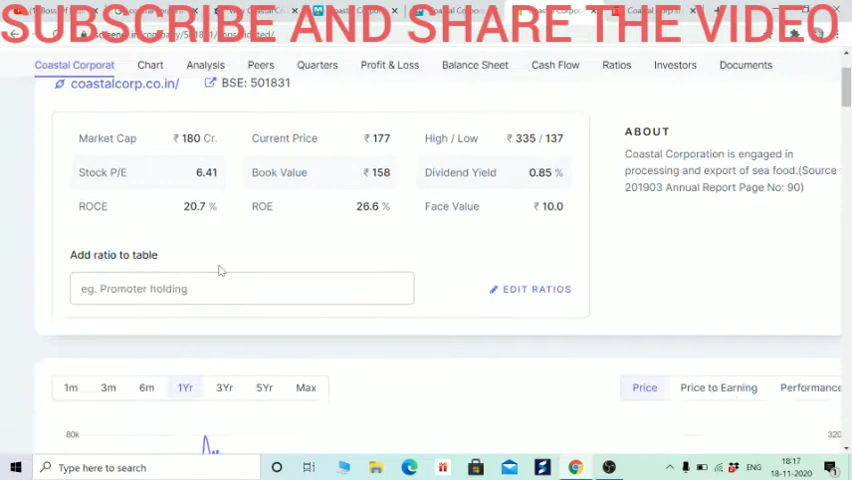 SUBSCRIBE AND SHARE THE VIDEO
Coastal Corporat Chart Analysis Peers Quarters Profit & Loss Balance Sheet Cash Flow Ratios Investors Documents
coastalcorp.co.in/ BSE: 501831
Market Cap ₹ 180 Cr. Current Price ₹ 177 High / Low ₹ 335 / 137
Stock P/E 6.41 Book Value ₹ 158 Dividend Yield 0.85 %
ROCE 20.7 % ROE 26.6 % Face Value ₹ 10.0
ABOUT
Coastal Corporation is engaged in
processing and export of sea food.(Source :
201903 Annual Report Page No: 90)
Add ratio to table
eg. Promoter holding
EDIT RATIOS
1m 3m 6m 1Yr 3Yr 5Yr Max Price Price to Earning Performance
80k 320
Type here to search
ENG
18:17
18-11-2020